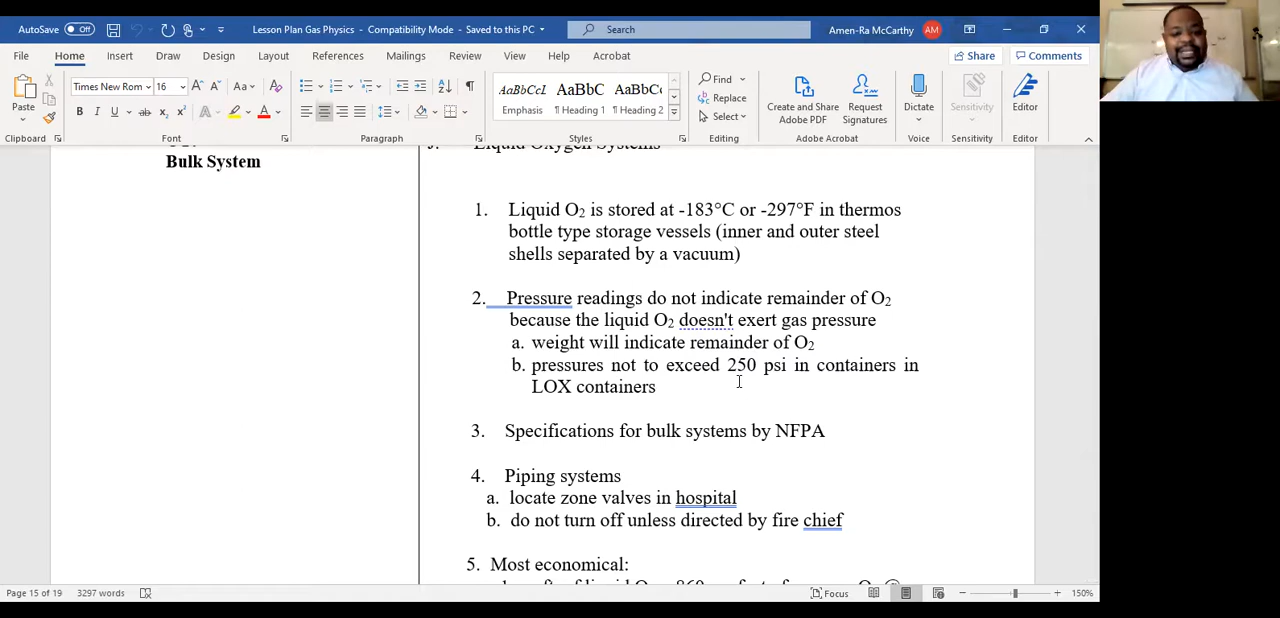 AutoSave Off Lesson Plan Gas Physics - Compatibility Mode - Saved to this PC Search Amen-Ra McCarthy AM
File Home Insert Draw Design Layout References Mailings Review View Help Acrobat Share Comments
Times New Rom 16 A A Aa AaBbCcI AaBbC AaBbCc Find
Paste Replace Create and Share Request Dictate Sensitivity Editor
B I U ab x₂ x² A A Emphasis ¶ Heading 1 ¶ Heading 2 Select Adobe PDF Signatures
Clipboard Font Paragraph Styles Editing Adobe Acrobat Voice Sensitivity Editor
Liquid Oxygen Systems
Bulk System
1. Liquid O₂ is stored at -183°C or -297°F in thermos
bottle type storage vessels (inner and outer steel
shells separated by a vacuum)
2. Pressure readings do not indicate remainder of O₂
because the liquid O₂ doesn't exert gas pressure
a. weight will indicate remainder of O₂
b. pressures not to exceed 250 psi in containers in
LOX containers
3. Specifications for bulk systems by NFPA
4. Piping systems
a. locate zone valves in hospital
b. do not turn off unless directed by fire chief
5. Most economical:
Page 15 of 19 3297 words Focus 150%